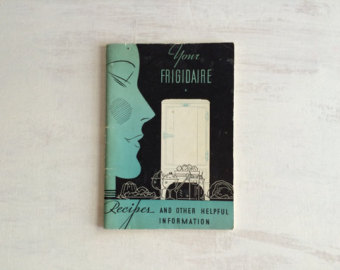 Your
FRIGIDAIRE
Recipes AND OTHER HELPFUL
INFORMATION